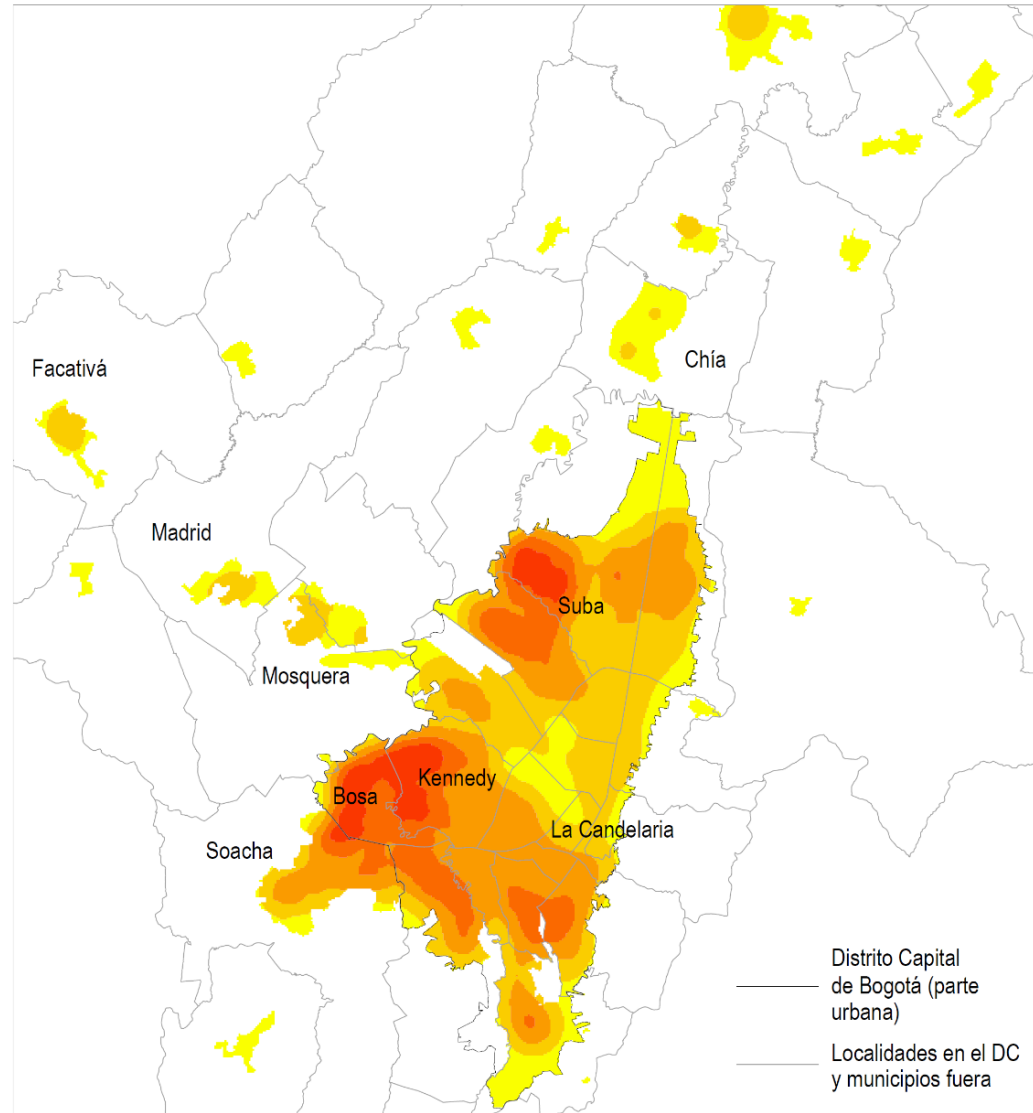 Chía
Facativá
Madrid
Suba
Mosquera
Kennedy
Bosa
La Candelaria
Soacha
Distrito Capital
de Bogotá (parte
urbana)
Localidades en el DC
y municipios fuera